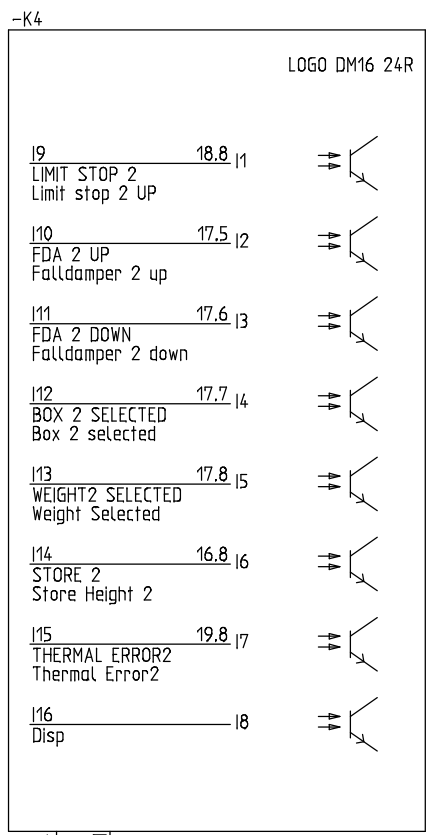 -K4
LOGO DM16 24R
I9 18.8 I1
LIMIT STOP 2
Limit stop 2 UP
I10 17.5 I2
FDA 2 UP
Falldamper 2 up
I11 17.6 I3
FDA 2 DOWN
Falldamper 2 down
I12 17.7 I4
BOX 2 SELECTED
Box 2 selected
I13 17.8 I5
WEIGHT2 SELECTED
Weight Selected
I14 16.8 I6
STORE 2
Store Height 2
I15 19.8 I7
THERMAL ERROR2
Thermal Error2
I16 I8
Disp